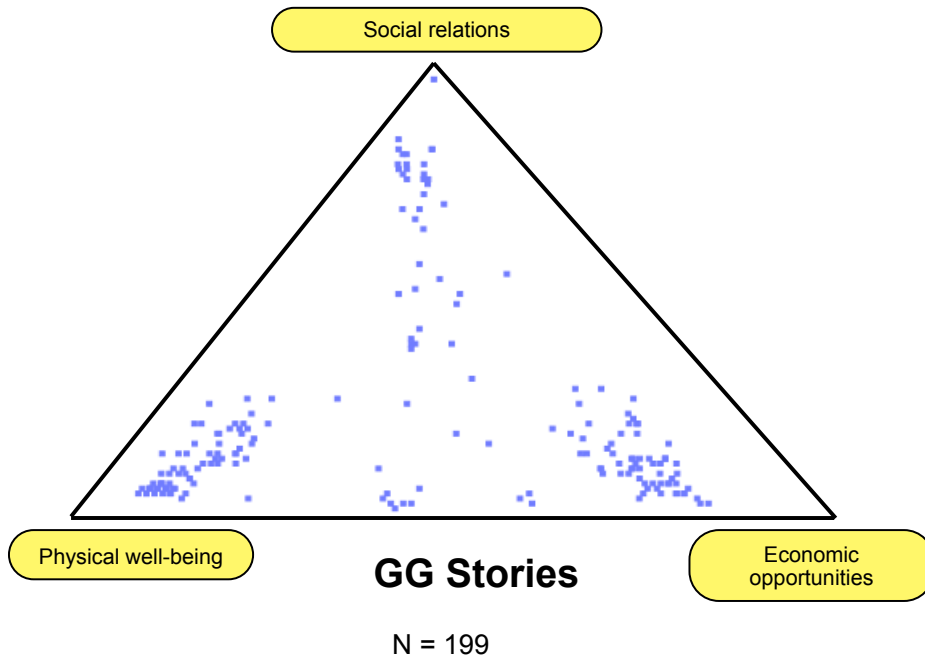 Social relations
Physical well-being
Economic
opportunities
GG Stories
N = 199